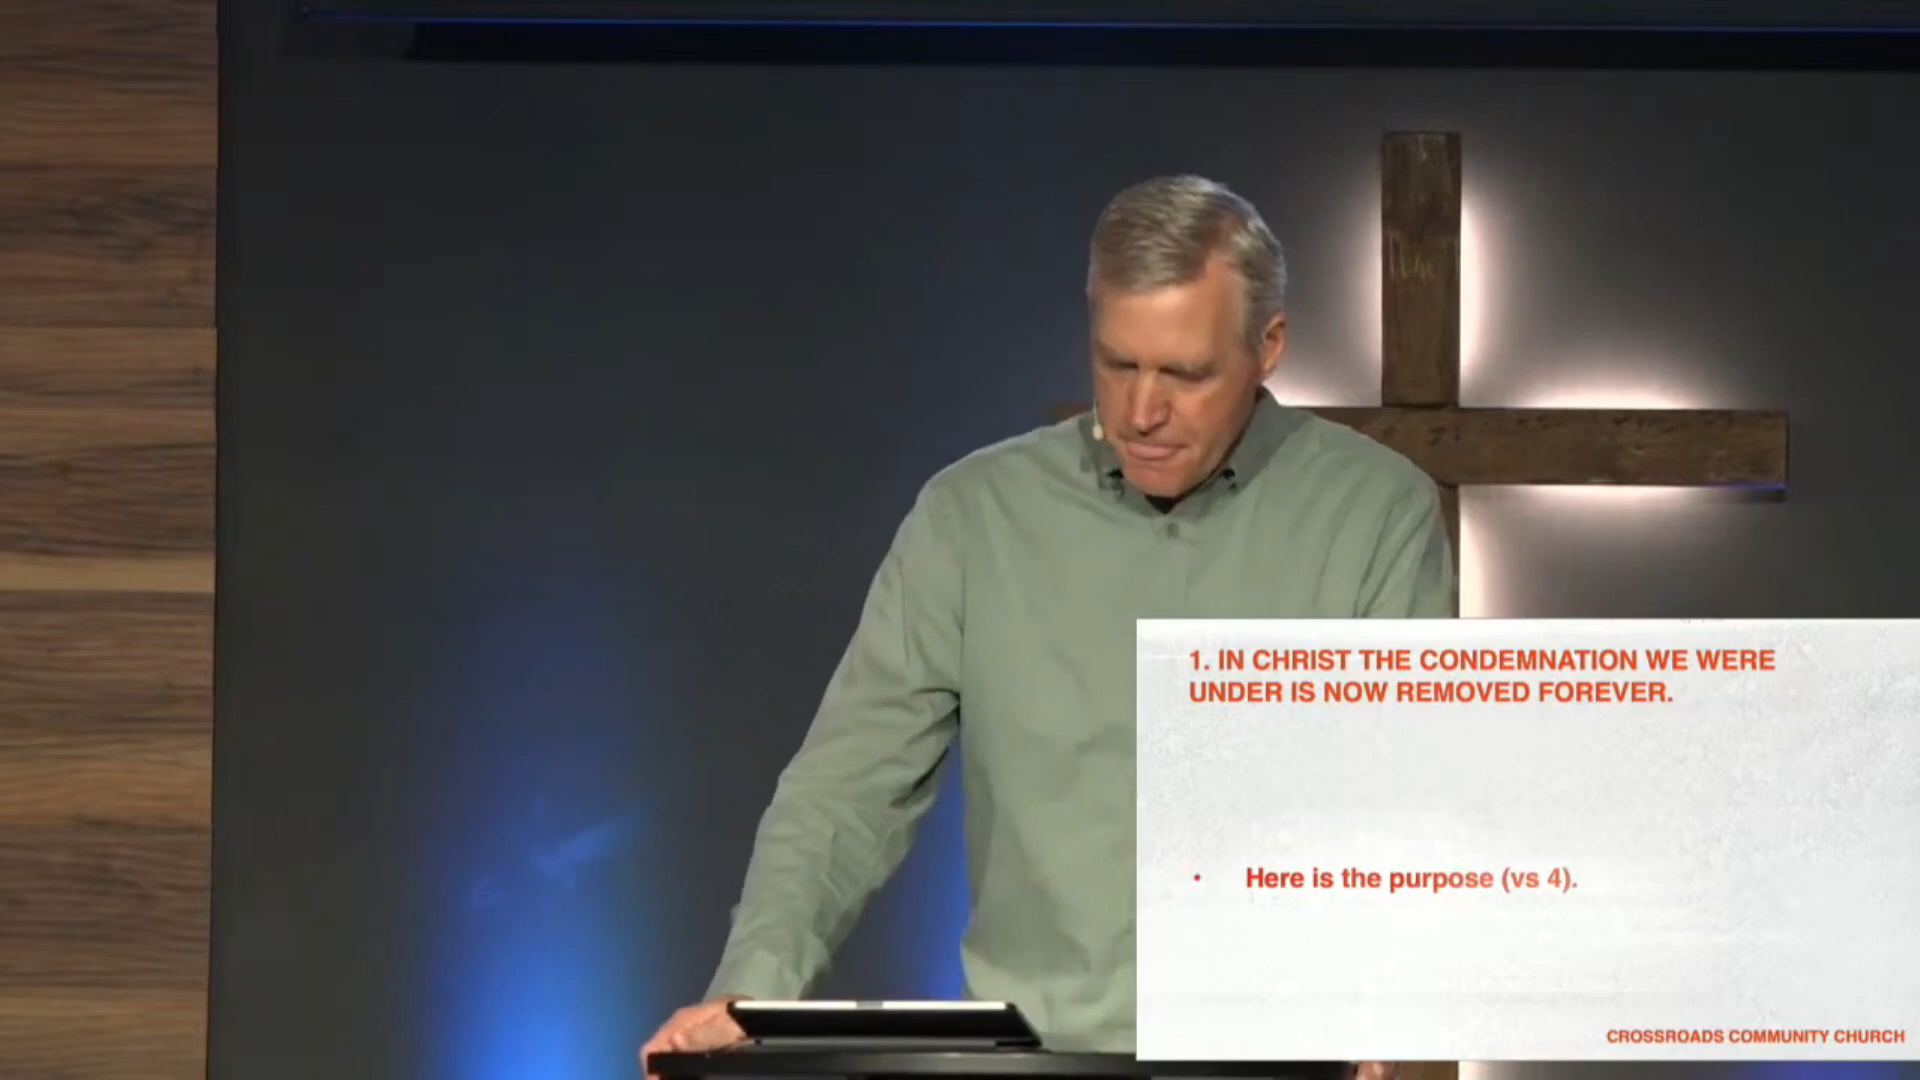 1. IN CHRIST THE CONDEMNATION WE WERE
UNDER IS NOW REMOVED FOREVER.
• Here is the purpose (vs 4).
CROSSROADS COMMUNITY CHURCH